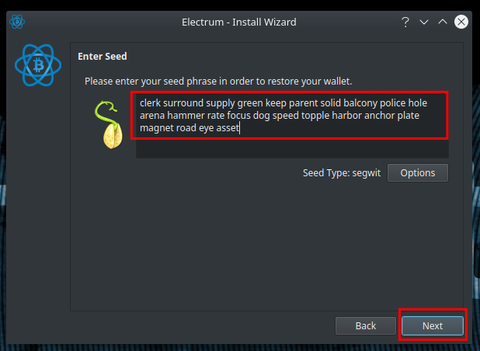 Electrum - Install Wizard
Enter Seed
Please enter your seed phrase in order to restore your wallet.
clerk surround supply green keep parent solid balcony police hole
arena hammer rate focus dog speed topple harbor anchor plate
magnet road eye asset
Seed Type: segwit
Options
Back
Next